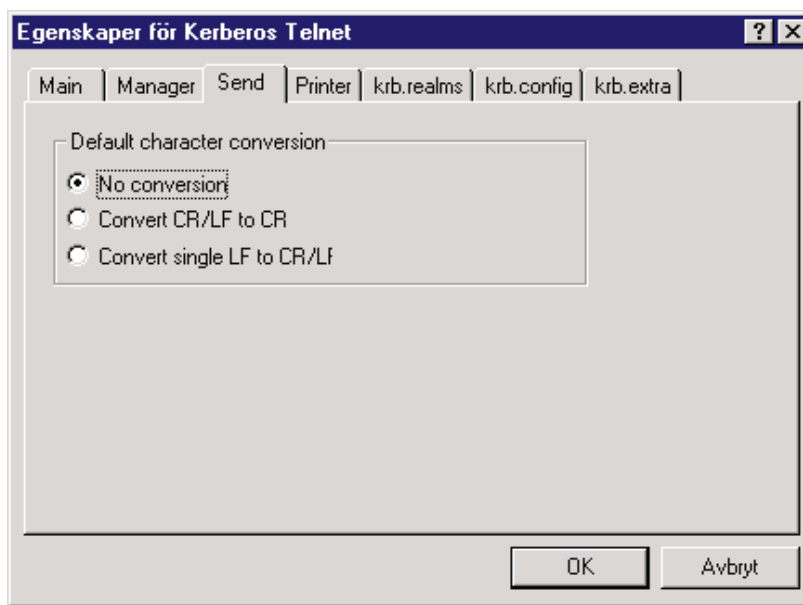 Egenskaper för Kerberos Telnet
Main Manager Send Printer krb.realms krb.config krb.extra
Default character conversion
No conversion
Convert CR/LF to CR
Convert single LF to CR/LF
OK Avbryt